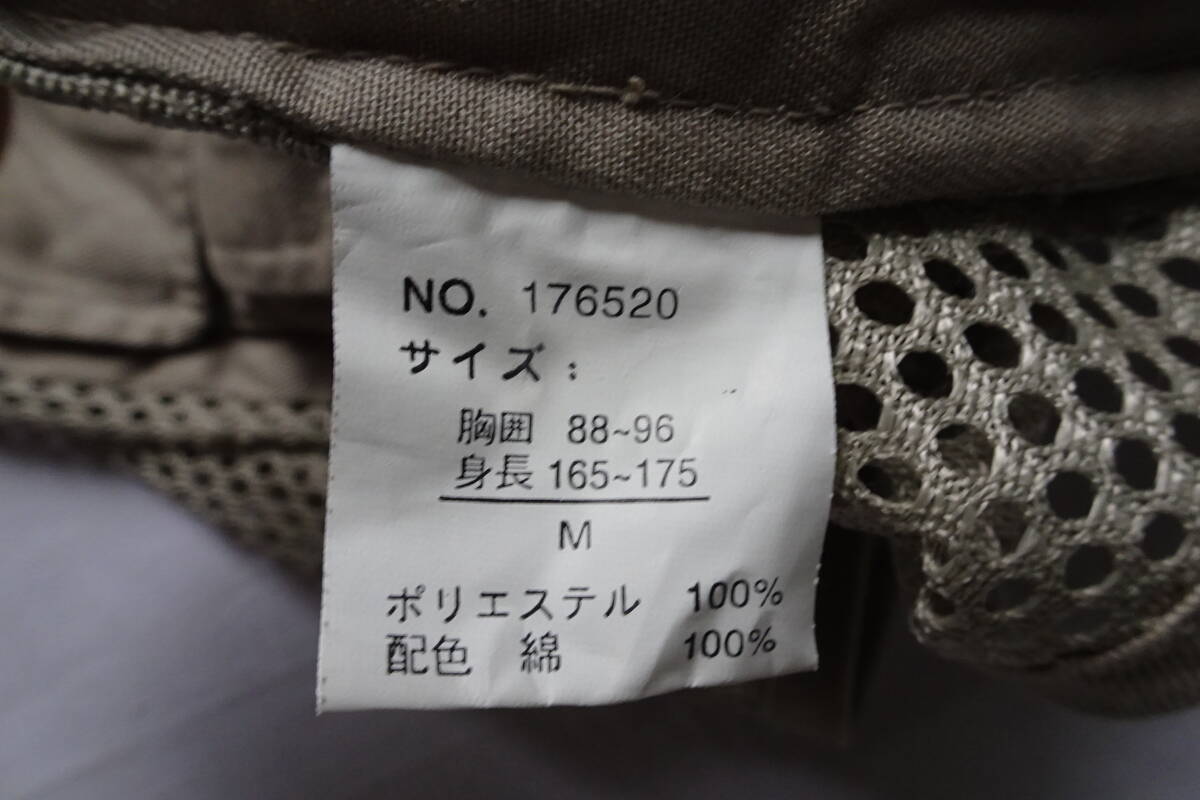 NO. 176520
サイズ：
胸囲 88~96
身長 165~175
M
ポリエステル 100%
配色 綿 100%